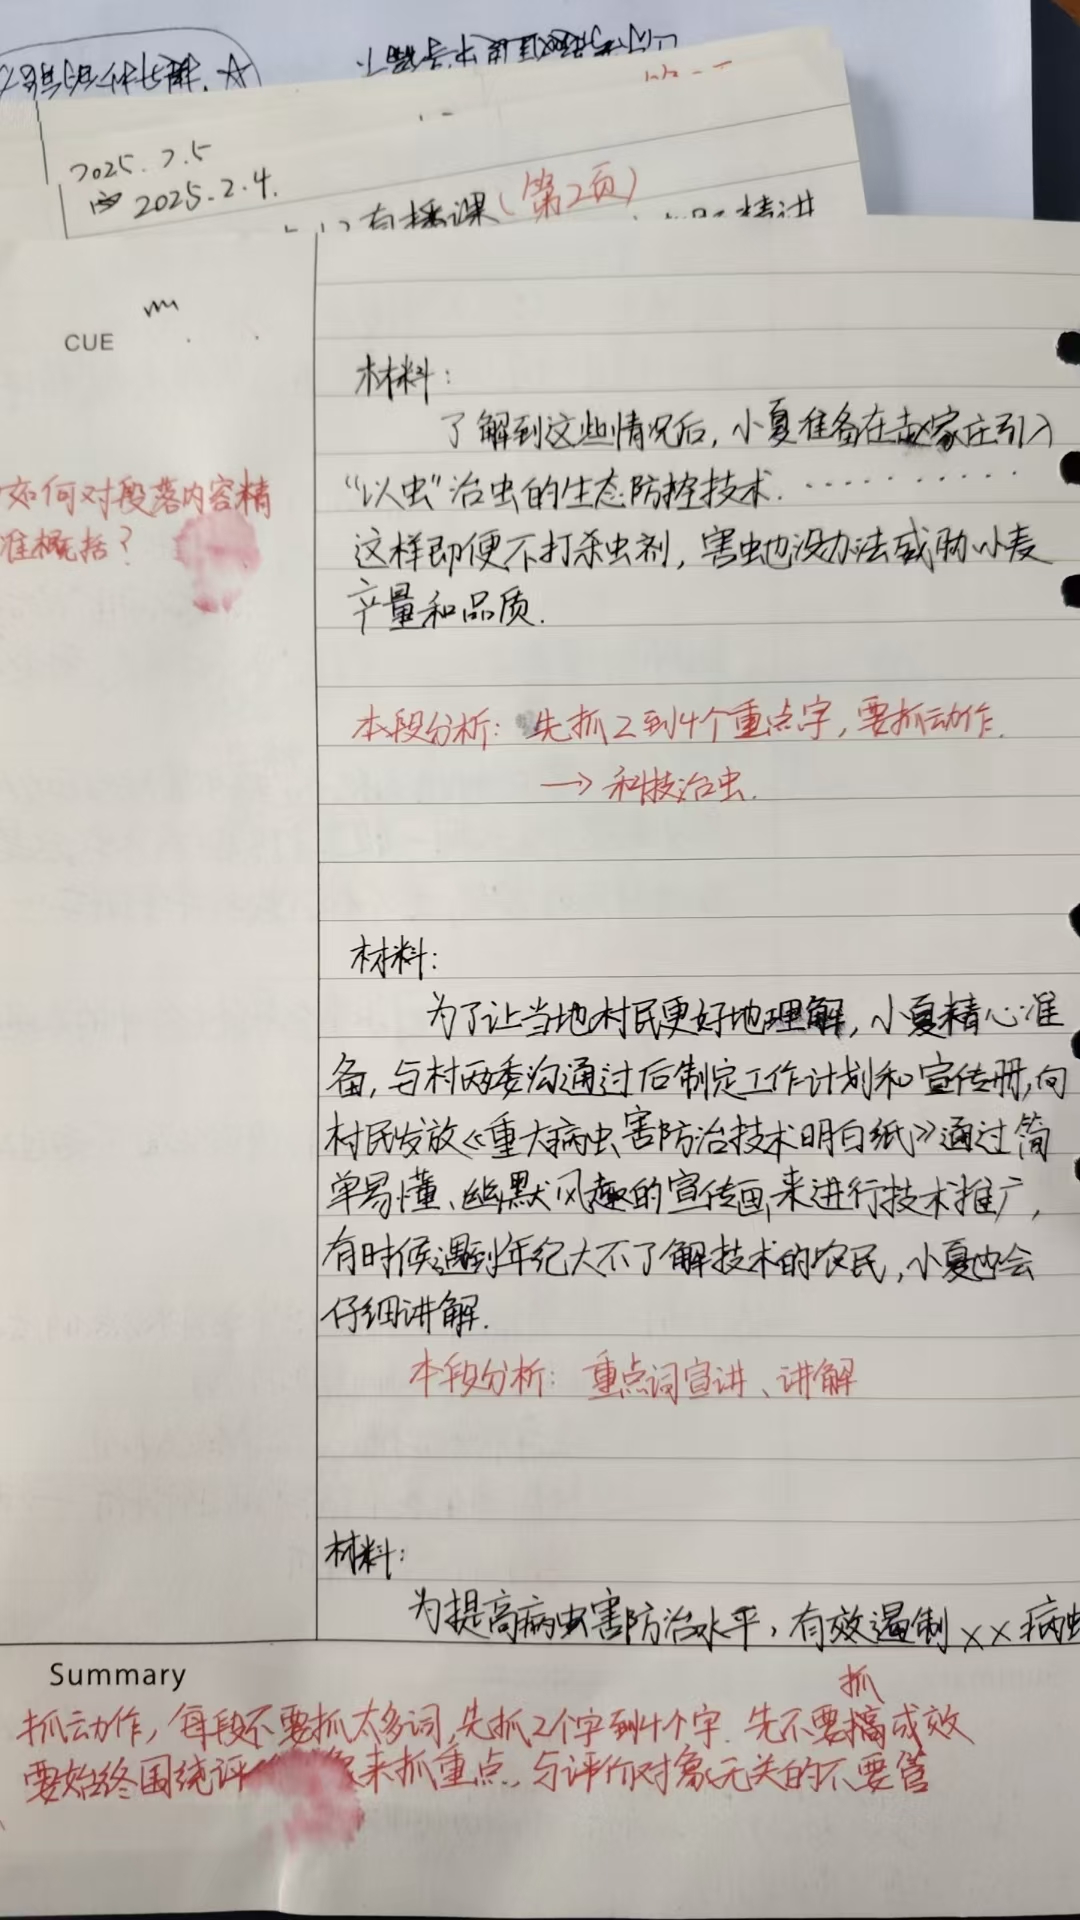 2025.2.5
2025.2.4.
直播课(第2页)
CUE
如何对段落内容精
准概括?
材料:
了解到这些情况后,小夏准备在赵家庄引入
“以虫”治虫的生态防控技术. ..........
这样即便不打杀虫剂,害虫也没办法威胁小麦
产量和品质.
本段分析: 先抓2到4个重点字,要抓动作.
→科技治虫.
材料:
为了让当地村民更好地理解,小夏精心准
备,与村两委沟通过后制定工作计划和宣传册,向
村民发放《重大病虫害防治技术明白纸》通过简
单易懂、幽默风趣的宣传画,来进行技术推广,
有时候遇到年纪大不了解技术的农民,小夏也会
仔细讲解.
本段分析: 重点词宣讲、讲解
材料:
为提高病虫害防治水平,有效遏制××病虫
Summary
抓
抓动作,每段不要抓太多词,先抓2个字到4个字.先不要搞成效
要始终围绕评 象来抓重点,与评价对象无关的不要管